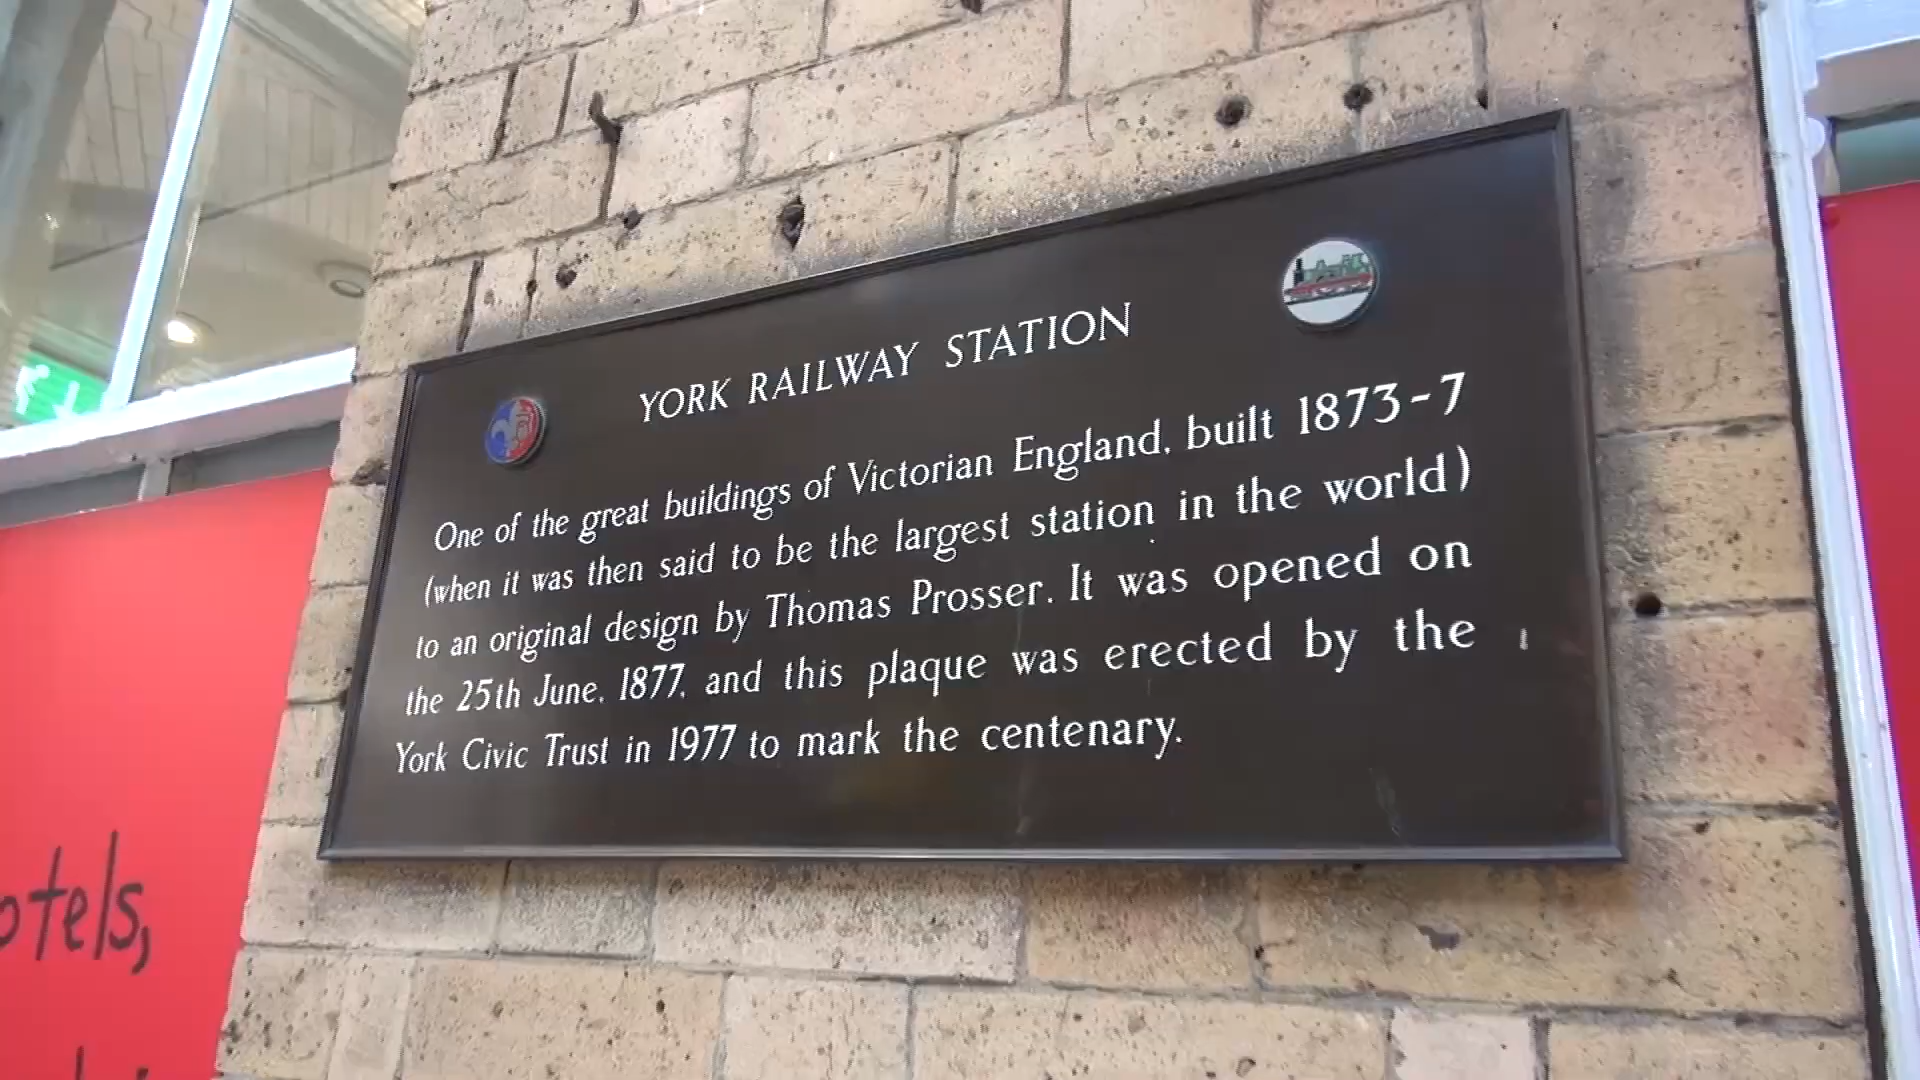 YORK RAILWAY STATION
One of the great buildings of Victorian England, built 1873-7
(when it was then said to be the largest station in the world)
to an original design by Thomas Prosser. It was opened on
the 25th June, 1877, and this plaque was erected by the
York Civic Trust in 1977 to mark the centenary.
otels,